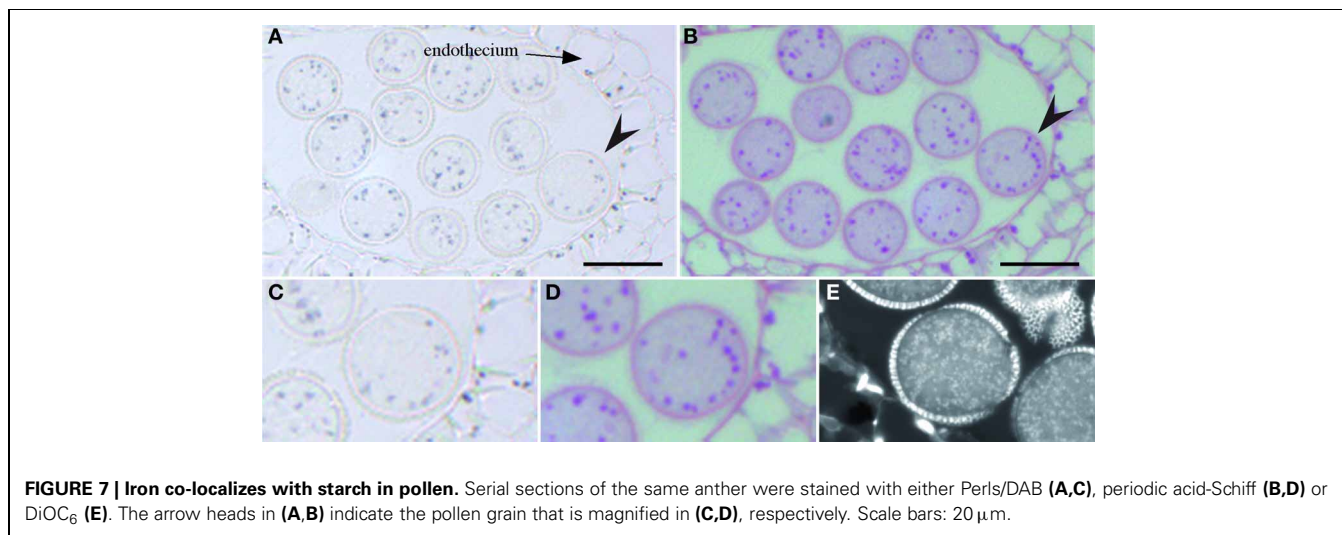 A
endothecium
B
C
D
E
FIGURE 7 | Iron co-localizes with starch in pollen. Serial sections of the same anther were stained with either Perls/DAB (A,C), periodic acid-Schiff (B,D) or
DiOC₆ (E). The arrow heads in (A,B) indicate the pollen grain that is magnified in (C,D), respectively. Scale bars: 20 μm.